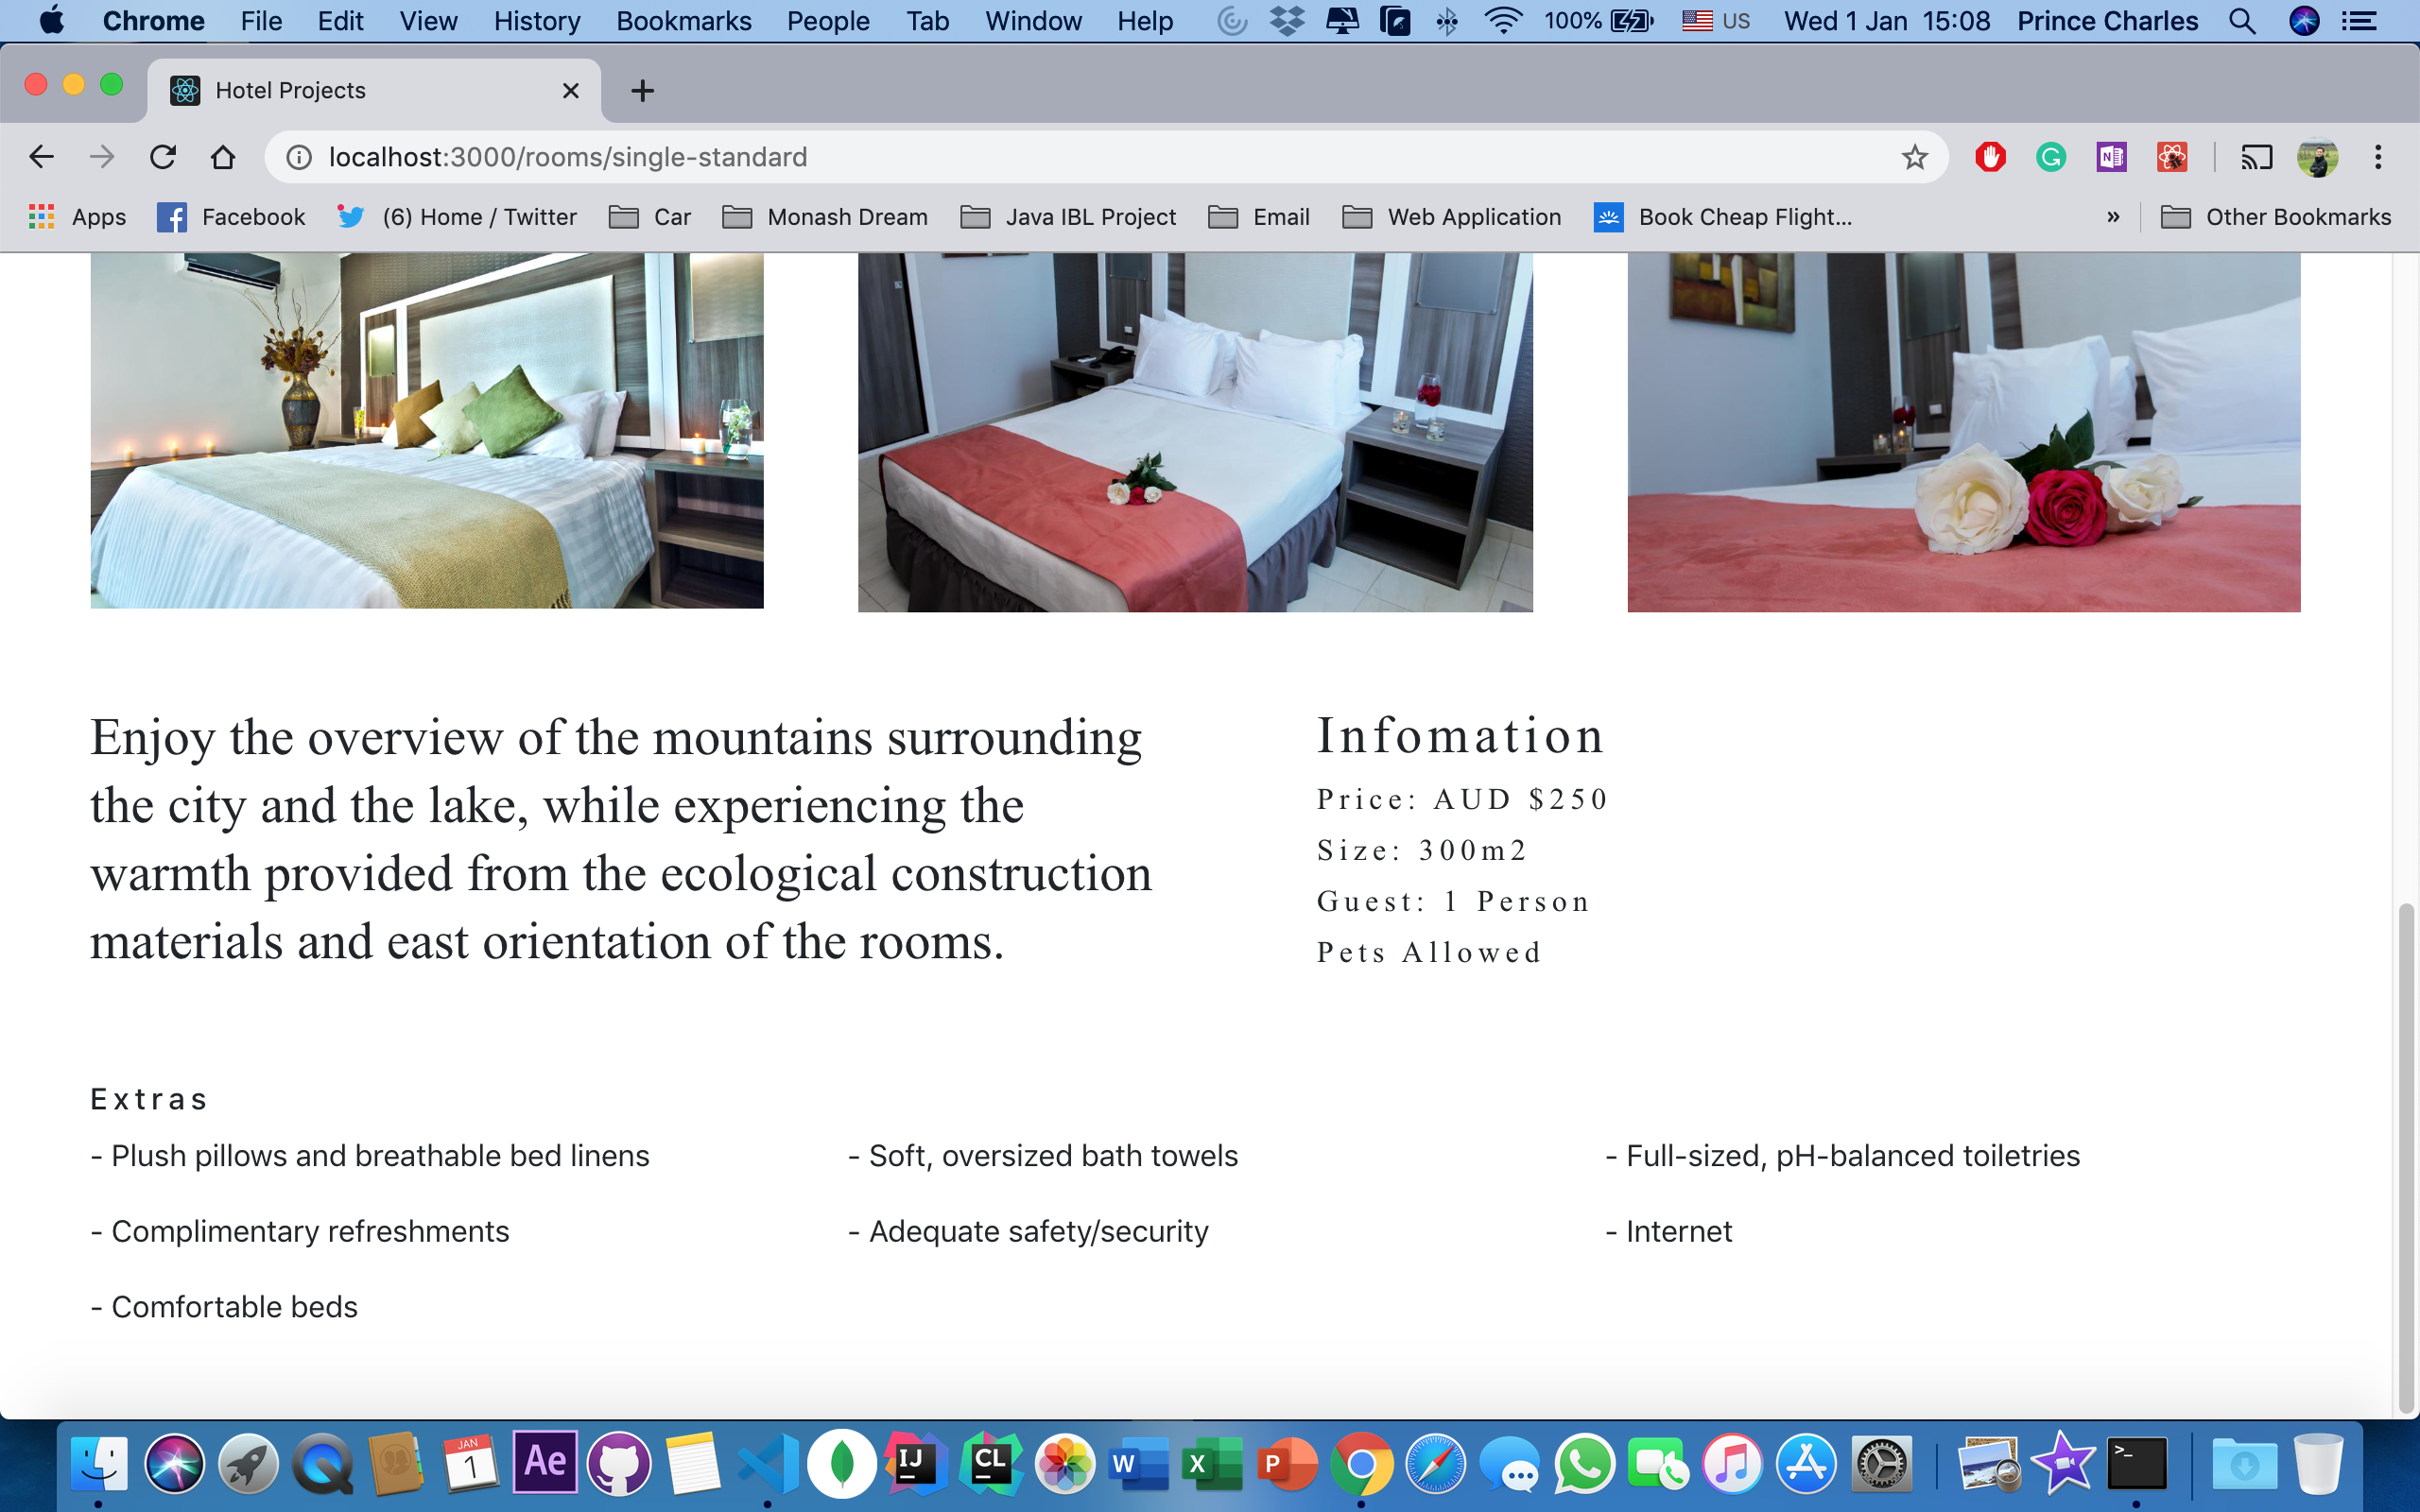 Chrome File Edit View History Bookmarks People Tab Window Help 100% US Wed 1 Jan 15:08 Prince Charles
Hotel Projects
localhost:3000/rooms/single-standard
Apps Facebook (6) Home / Twitter Car Monash Dream Java IBL Project Email Web Application Book Cheap Flight... » Other Bookmarks
Enjoy the overview of the mountains surrounding
the city and the lake, while experiencing the
warmth provided from the ecological construction
materials and east orientation of the rooms.
Infomation
Price: AUD $250
Size: 300m2
Guest: 1 Person
Pets Allowed
Extras
- Plush pillows and breathable bed linens
- Soft, oversized bath towels
- Full-sized, pH-balanced toiletries
- Complimentary refreshments
- Adequate safety/security
- Internet
- Comfortable beds
JAN
1
Ae
IJ
CL
W
X
P
>_